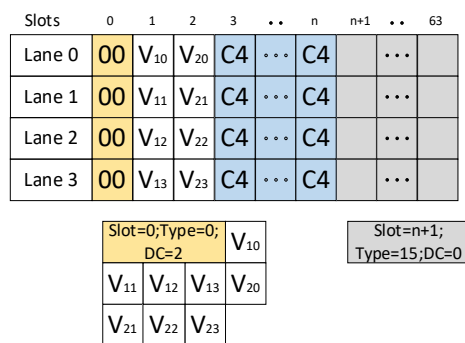 Slots 0 1 2 3 •• n n+1 •• 63
Lane 0 00 V10 V20 C4 ••• C4 •••
Lane 1 00 V11 V21 C4 ••• C4 •••
Lane 2 00 V12 V22 C4 ••• C4 •••
Lane 3 00 V13 V23 C4 ••• C4 •••
Slot=0;Type=0;
DC=2
V10
V11 V12 V13 V20
V21 V22 V23
Slot=n+1;
Type=15;DC=0